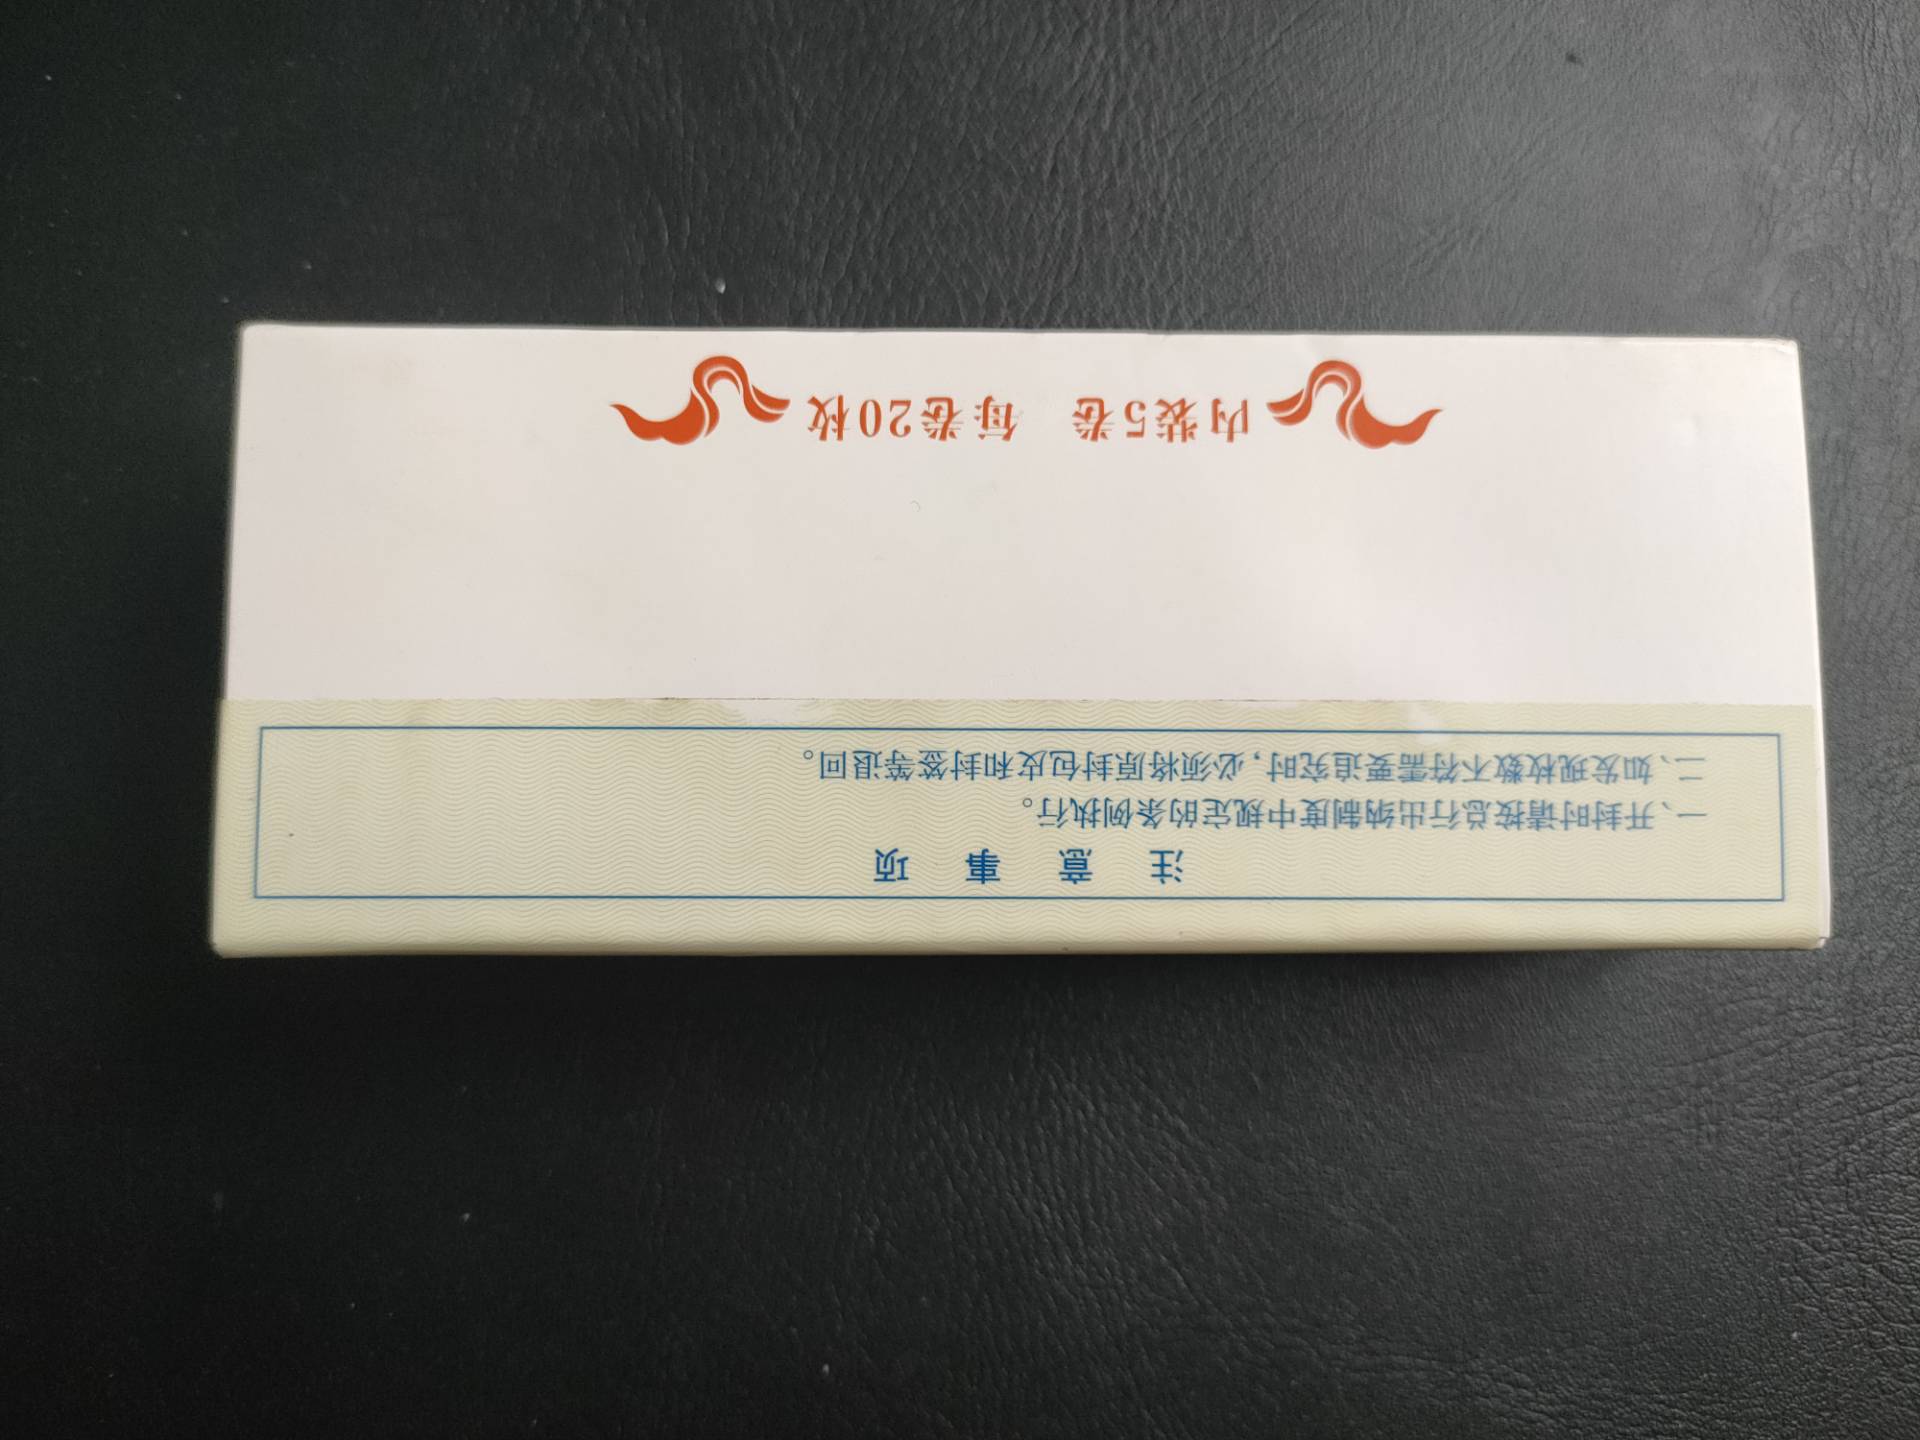 注 意 事 项
一、开封时请按总行出纳制度中规定的条例执行。
二、如发现枚数不符需要追究时，必须将原封包皮和封签等退回。
内装5卷 每卷20枚